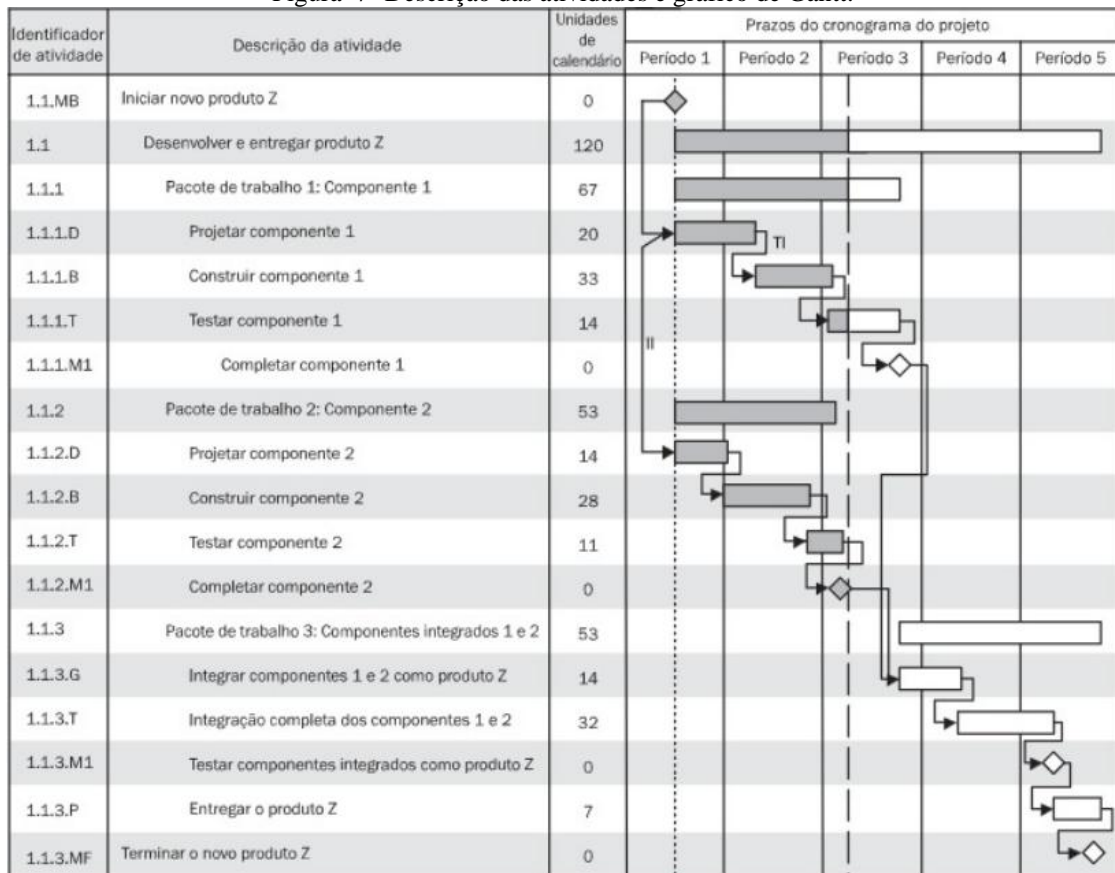 Figura 4- Descrição das atividades e gráfico de Gantt.
Identificador de atividade
Descrição da atividade
Unidades de calendário
Prazos do cronograma do projeto
Período 1 Período 2 Período 3 Período 4 Período 5
1.1.MB Iniciar novo produto Z 0
1.1 Desenvolver e entregar produto Z 120
1.1.1 Pacote de trabalho 1: Componente 1 67
1.1.1.D Projetar componente 1 20
TI
1.1.1.B Construir componente 1 33
1.1.1.T Testar componente 1 14
II
1.1.1.M1 Completar componente 1 0
1.1.2 Pacote de trabalho 2: Componente 2 53
1.1.2.D Projetar componente 2 14
1.1.2.B Construir componente 2 28
1.1.2.T Testar componente 2 11
1.1.2.M1 Completar componente 2 0
1.1.3 Pacote de trabalho 3: Componentes integrados 1 e 2 53
1.1.3.G Integrar componentes 1 e 2 como produto Z 14
1.1.3.T Integração completa dos componentes 1 e 2 32
1.1.3.M1 Testar componentes integrados como produto Z 0
1.1.3.P Entregar o produto Z 7
1.1.3.MF Terminar o novo produto Z 0